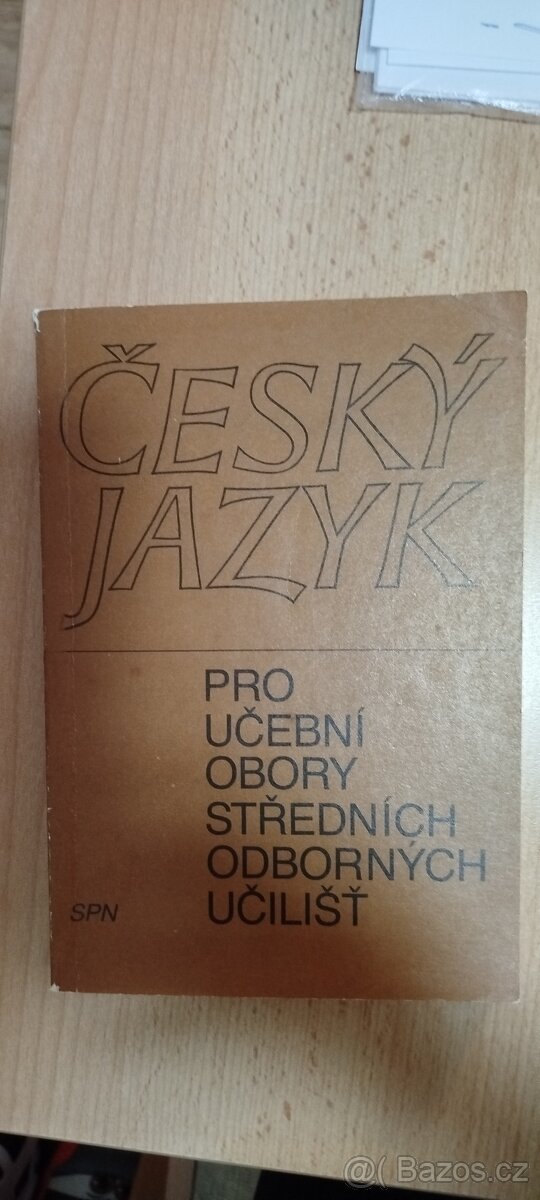 ČESKÝ
JAZYK
PRO
UČEBNÍ
OBORY
STŘEDNÍCH
ODBORNÝCH
UČILIŠŤ
SPN
@( Bazos.cz